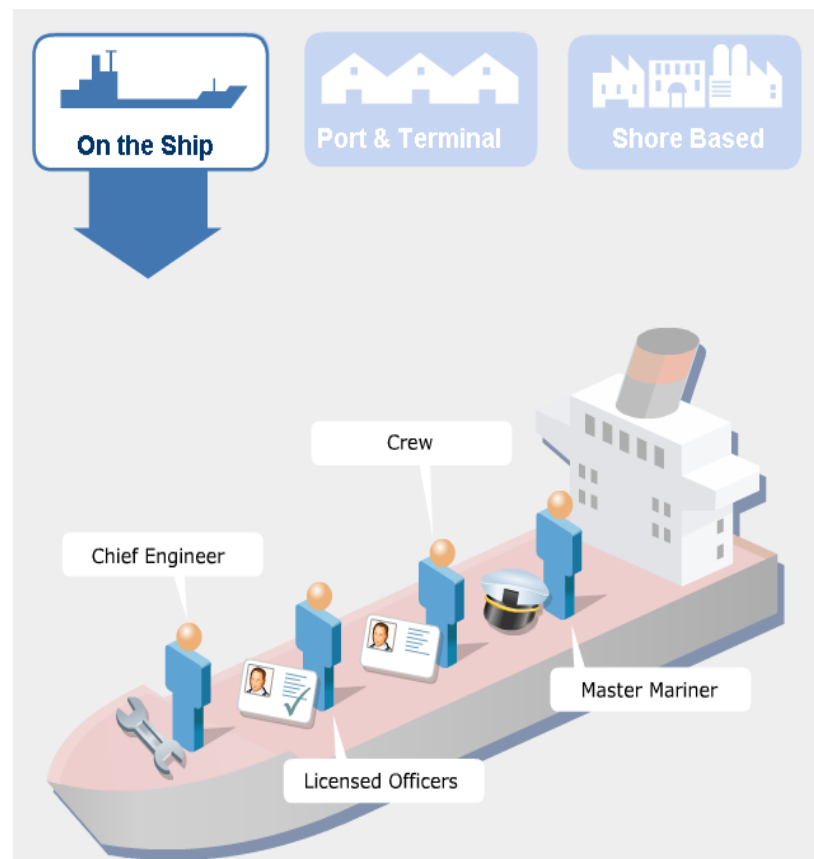 On the Ship
Port & Terminal
Shore Based
Crew
Chief Engineer
Master Mariner
Licensed Officers